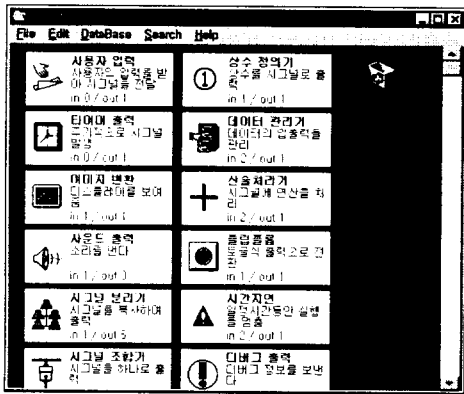 File Edit DataBase Search Help
사용자 입력
사용자의 입력을 받
아 시그널을 전달
in 0 / out 1
상수 정의기
상수를 시그널로 출
력
in 1 / out 1
타이머 출력
주기적으로 시그널
발생
in 0 / out 1
데이터 관리기
데이터의 입출력을
관리
in 2 / out 1
이미지 변환
디스플레이를 보여
줌
in 1 / out 1
산술처리기
시그널에 연산을 처
리
in 2 / out 1
사운드 출력
소리를 낸다
in 1 / out 0
플립플롭
토글식 출력으로 전
환
in 1 / out 1
시그널 분리기
시그널을 복사하여
출력
in 1 / out 5
시간지연
일정시간동안 실행
을 멈춤
in 2 / out 1
시그널 조합기
시그널을 하나로 출
력
디버그 출력
디버그 정보를 보낸
다